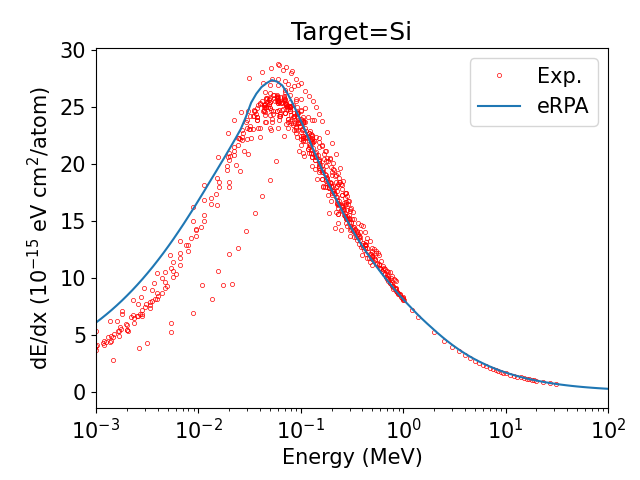 Target=Si
dE/dx (10⁻¹⁵ eV cm²/atom)
30
25
20
15
10
5
0
Exp.
eRPA
10⁻³ 10⁻² 10⁻¹ 10⁰ 10¹ 10²
Energy (MeV)